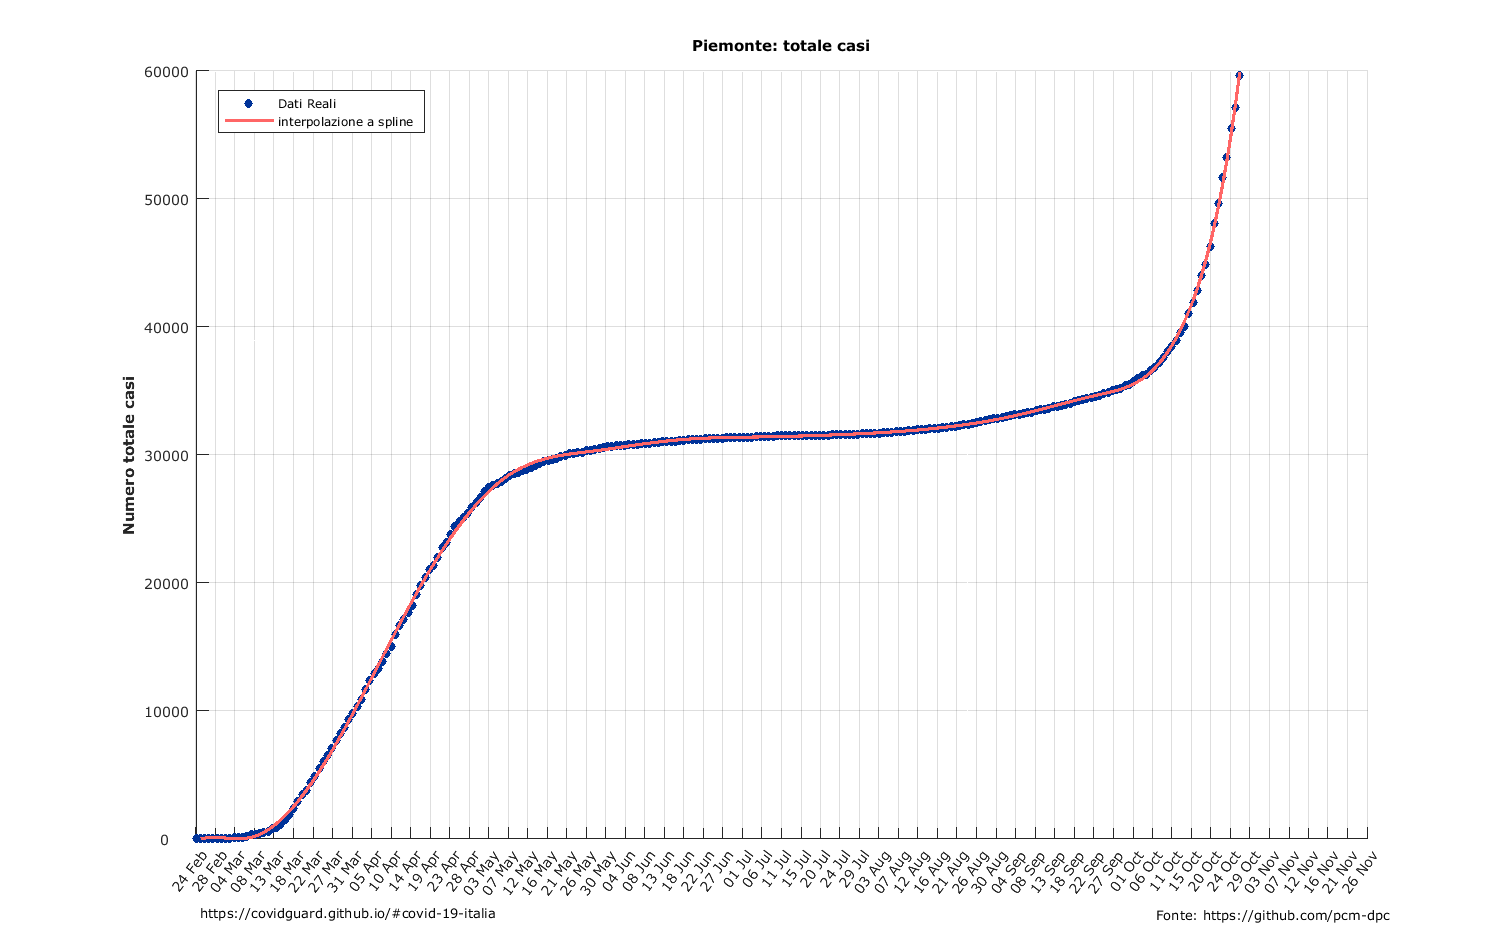 Piemonte: totale casi
60000
50000
40000
30000
20000
10000
0
Numero totale casi
Dati Reali
interpolazione a spline
24 Feb
28 Feb
04 Mar
08 Mar
13 Mar
18 Mar
22 Mar
27 Mar
31 Mar
05 Apr
10 Apr
14 Apr
19 Apr
23 Apr
28 Apr
03 May
07 May
12 May
16 May
21 May
26 May
30 May
04 Jun
08 Jun
13 Jun
18 Jun
22 Jun
27 Jun
01 Jul
06 Jul
11 Jul
15 Jul
20 Jul
24 Jul
29 Jul
03 Aug
07 Aug
12 Aug
16 Aug
21 Aug
26 Aug
30 Aug
04 Sep
08 Sep
13 Sep
18 Sep
22 Sep
27 Sep
01 Oct
06 Oct
11 Oct
15 Oct
20 Oct
24 Oct
29 Oct
03 Nov
07 Nov
12 Nov
16 Nov
21 Nov
26 Nov
https://covidguard.github.io/#covid-19-italia
Fonte: https://github.com/pcm-dpc